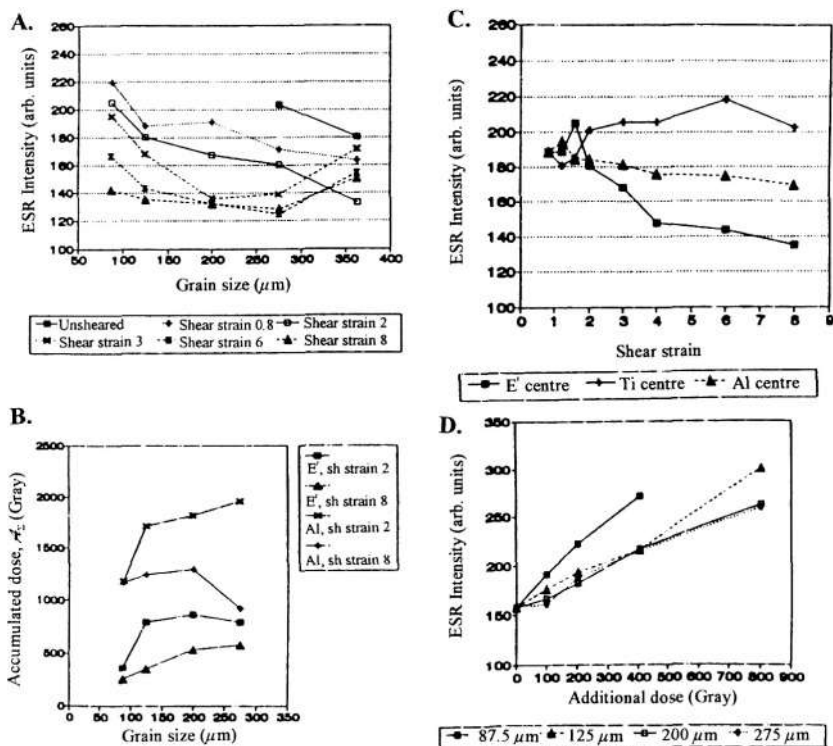 A.
ESR Intensity (arb. units)
260
240
220
200
180
160
140
120
100
50 100 150 200 250 300 350 400
Grain size (µm)
Unsheared Shear strain 0.8 Shear strain 2
Shear strain 3 Shear strain 6 Shear strain 8
B.
Accumulated dose, 𝒜Σ (Gray)
2500
2000
1500
1000
500
0
0 50 100 150 200 250 300 350
Grain size (µm)
E', sh strain 2
E', sh strain 8
Al, sh strain 2
Al, sh strain 8
C.
ESR Intensity (arb. units)
260
240
220
200
180
160
140
120
100
0 1 2 3 4 5 6 7 8 9
Shear strain
E' centre Ti centre Al centre
D.
ESR Intensity (arb. units)
350
300
250
200
150
100
0 100 200 300 400 500 600 700 800 900
Additional dose (Gray)
87.5 µm 125 µm 200 µm 275 µm